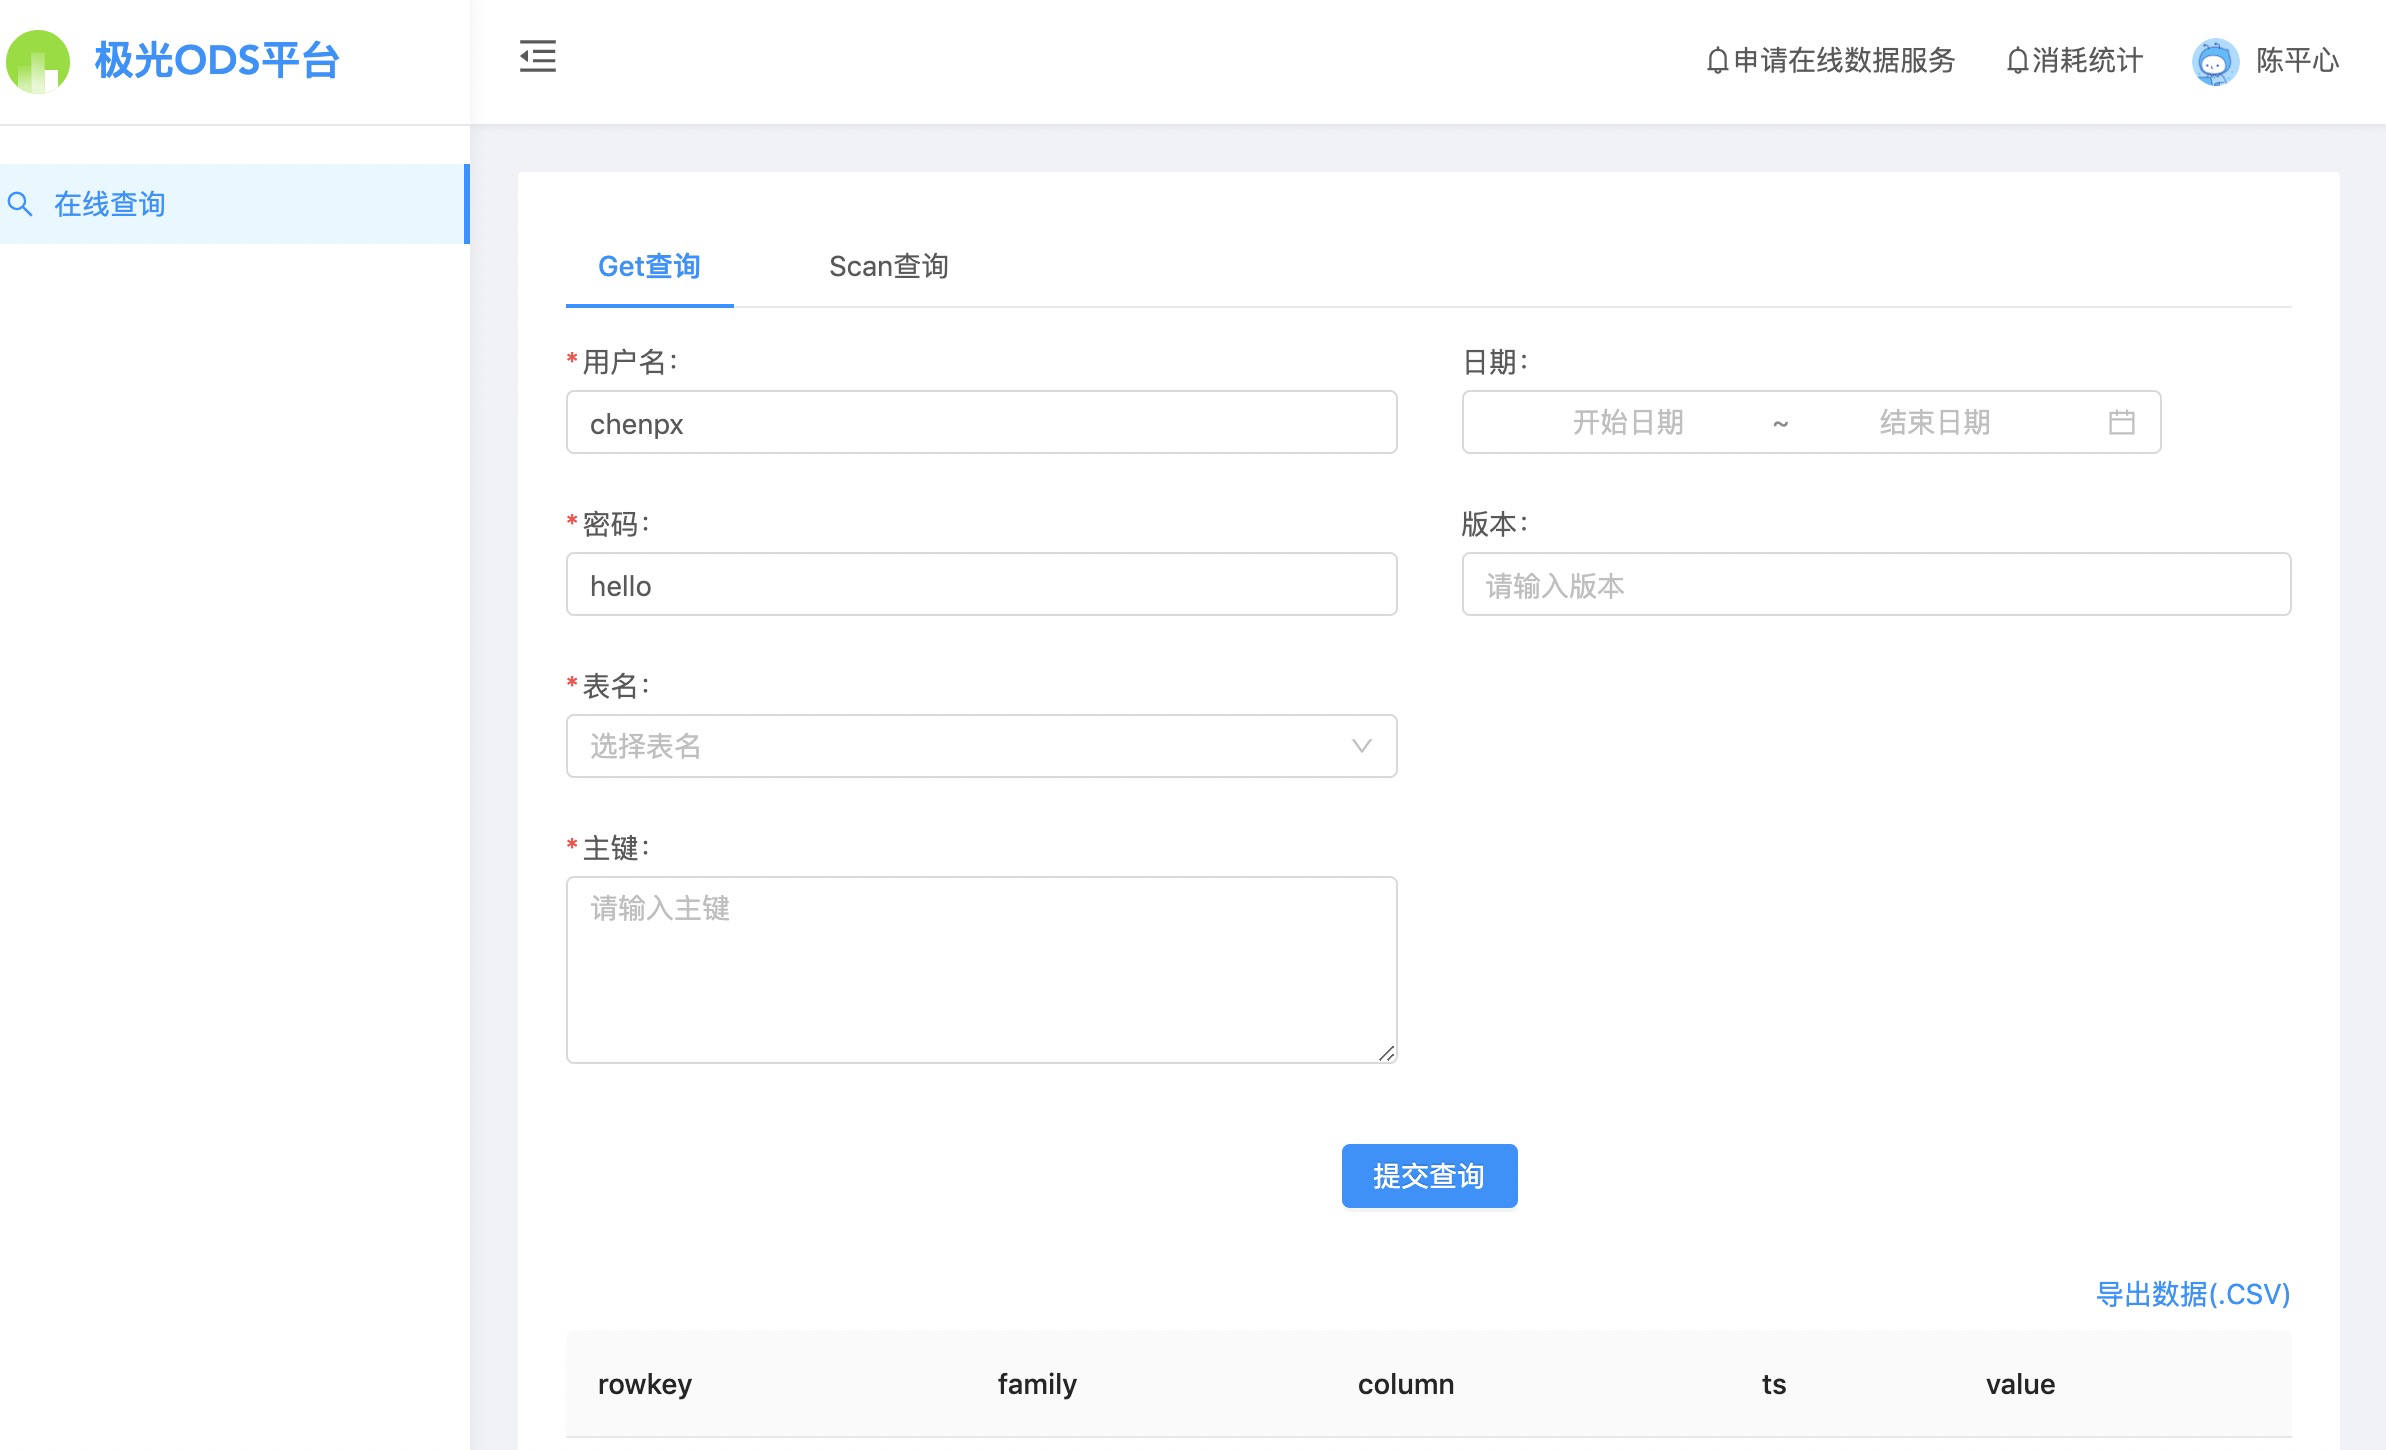 极光ODS平台
申请在线数据服务 消耗统计 陈平心
在线查询
Get查询 Scan查询
*用户名:
chenpx
日期:
开始日期 ~ 结束日期
*密码:
hello
版本:
请输入版本
*表名:
选择表名
*主键:
请输入主键
提交查询
导出数据(.CSV)
rowkey family column ts value